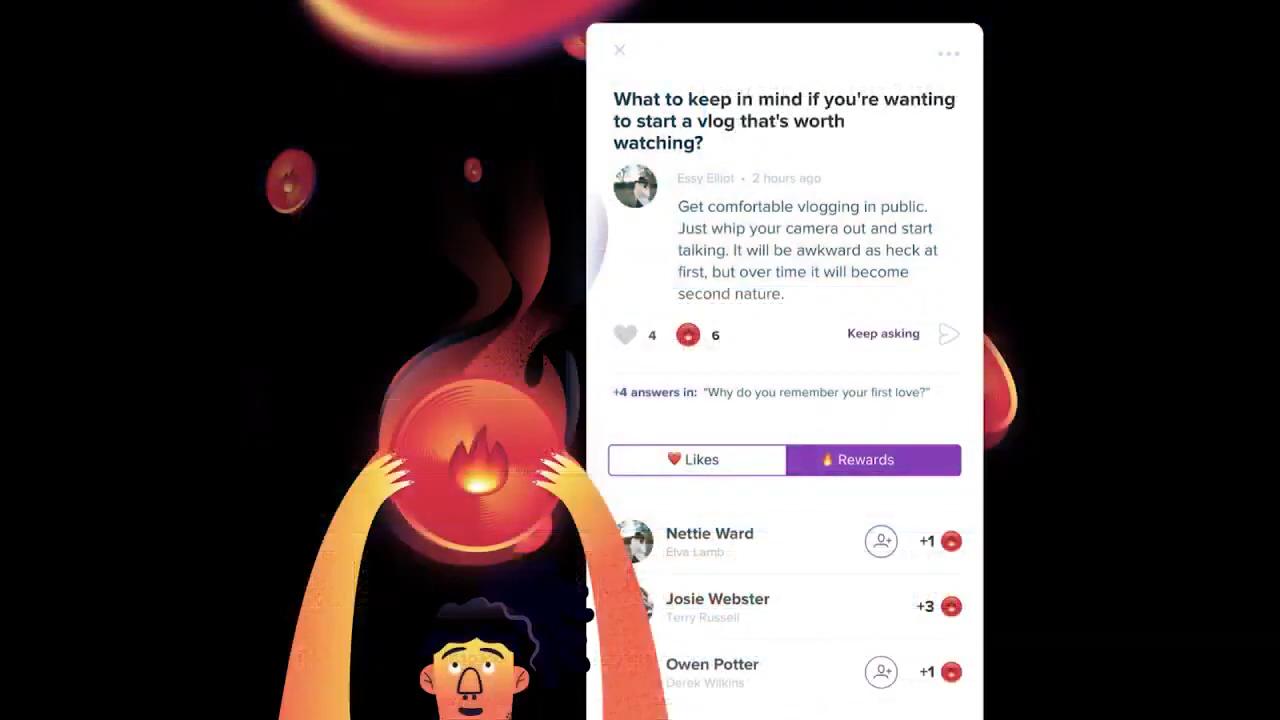 What to keep in mind if you're wanting
to start a vlog that's worth
watching?
Essy Elliot • 2 hours ago
Get comfortable vlogging in public.
Just whip your camera out and start
talking. It will be awkward as heck at
first, but over time it will become
second nature.
4 6 Keep asking
+4 answers in: "Why do you remember your first love?"
Likes Rewards
Nettie Ward
Elva Lamb
+1
Josie Webster
Terry Russell
+3
Owen Potter
Derek Wilkins
+1